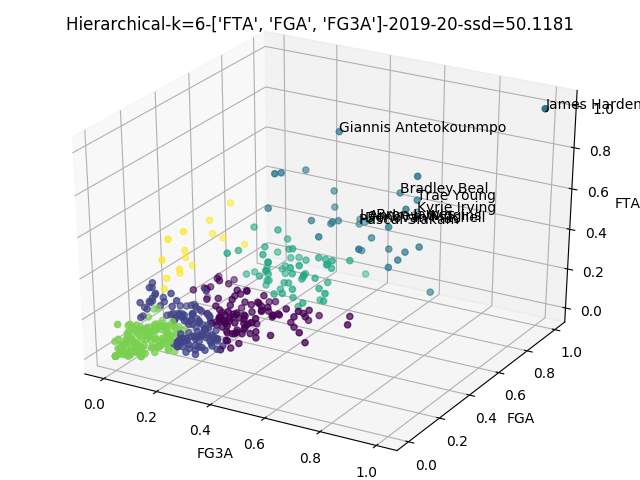 Hierarchical-k=6-['FTA', 'FGA', 'FG3A']-2019-20-ssd=50.1181
James Harden
Giannis Antetokounmpo
Bradley Beal
Trae Young
Kyrie Irving
Pascal Siakam
FTA
1.0
0.8
0.6
0.4
0.2
0.0
FGA
1.0
0.8
0.6
0.4
0.2
0.0
FG3A
0.0
0.2
0.4
0.6
0.8
1.0